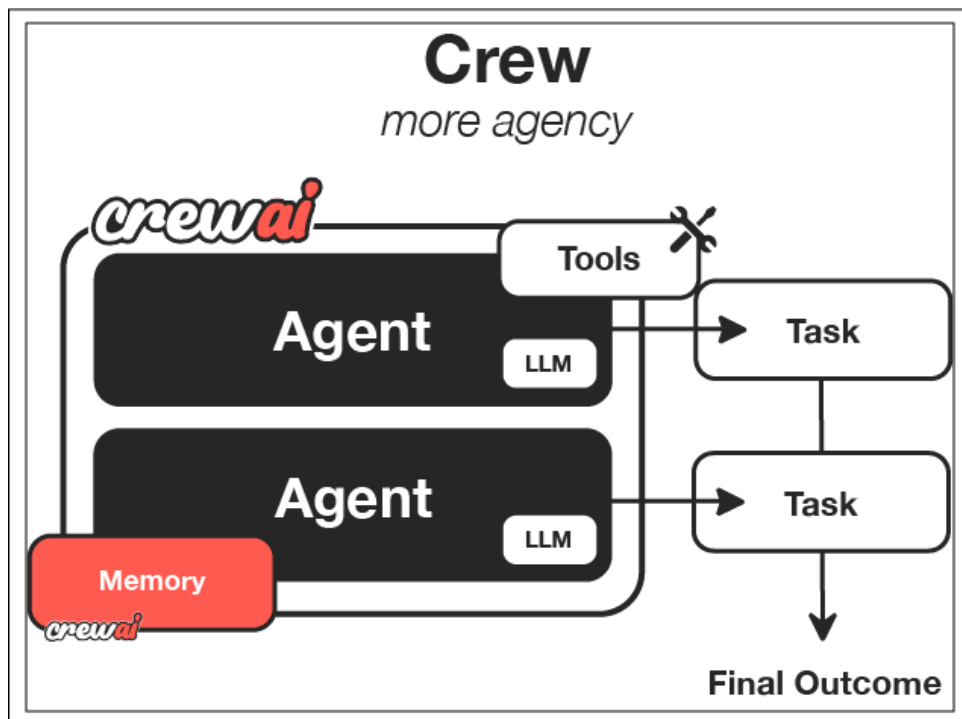 Crew
more agency
crewai
Tools
Agent
LLM
Task
Agent
LLM
Task
Memory
crewai
Final Outcome